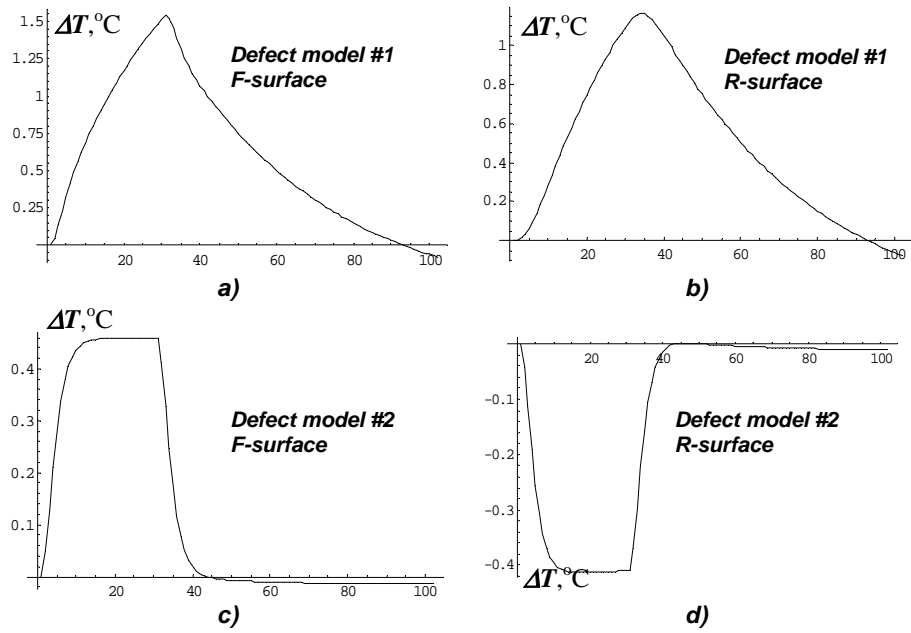 ΔT,°C
1.5
1.25
1
0.75
0.5
0.25
20 40 60 80 100
Defect model #1
F-surface
a)
ΔT,°C
1
0.8
0.6
0.4
0.2
20 40 60 80 100
Defect model #1
R-surface
b)
ΔT,°C
0.4
0.3
0.2
0.1
20 40 60 80 100
Defect model #2
F-surface
c)
20 40 60 80 100
-0.1
-0.2
-0.3
-0.4
ΔT,°C
Defect model #2
R-surface
d)